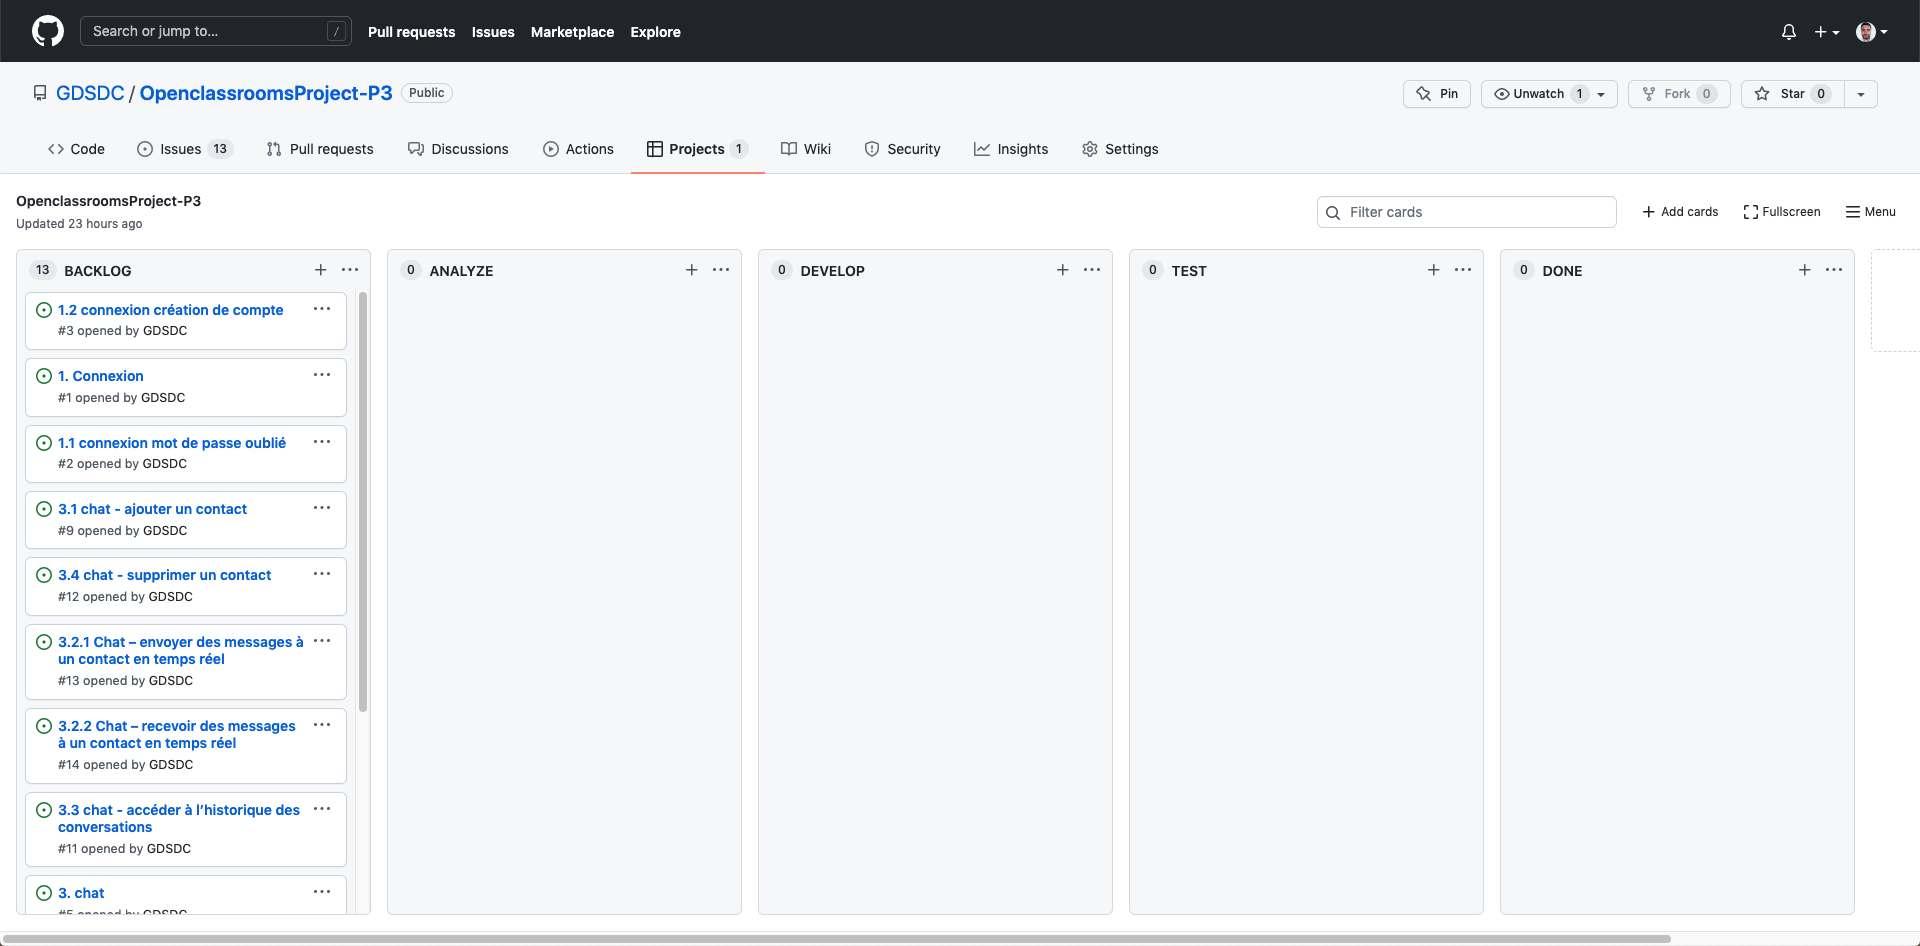 Search or jump to... /
Pull requests Issues Marketplace Explore
GDSDC / OpenclassroomsProject-P3 Public
Pin Unwatch 1 Fork 0 Star 0
Code Issues 13 Pull requests Discussions Actions Projects 1 Wiki Security Insights Settings
OpenclassroomsProject-P3
Updated 23 hours ago
Filter cards
Add cards Fullscreen Menu
13 BACKLOG
1.2 connexion création de compte
#3 opened by GDSDC
1. Connexion
#1 opened by GDSDC
1.1 connexion mot de passe oublié
#2 opened by GDSDC
3.1 chat - ajouter un contact
#9 opened by GDSDC
3.4 chat - supprimer un contact
#12 opened by GDSDC
3.2.1 Chat – envoyer des messages à
un contact en temps réel
#13 opened by GDSDC
3.2.2 Chat – recevoir des messages
à un contact en temps réel
#14 opened by GDSDC
3.3 chat - accéder à l’historique des
conversations
#11 opened by GDSDC
3. chat
#5 opened by GDSDC
0 ANALYZE
0 DEVELOP
0 TEST
0 DONE